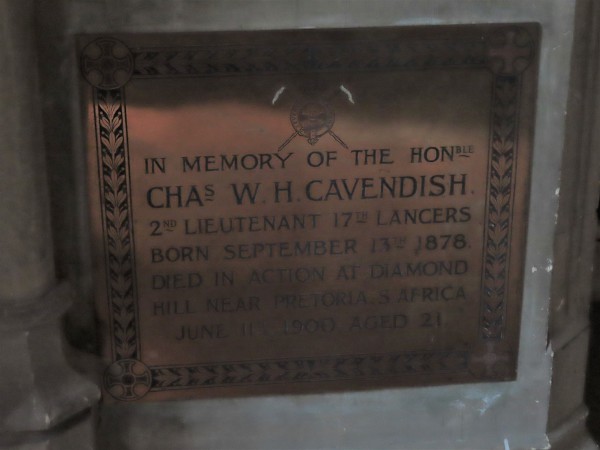 IN MEMORY OF THE HONBLE
CHAS W. H. CAVENDISH.
2ND LIEUTENANT 17TH LANCERS
BORN SEPTEMBER 13TH 1878.
DIED IN ACTION AT DIAMOND
HILL NEAR PRETORIA, S. AFRICA
JUNE 11TH 1900. AGED 21.